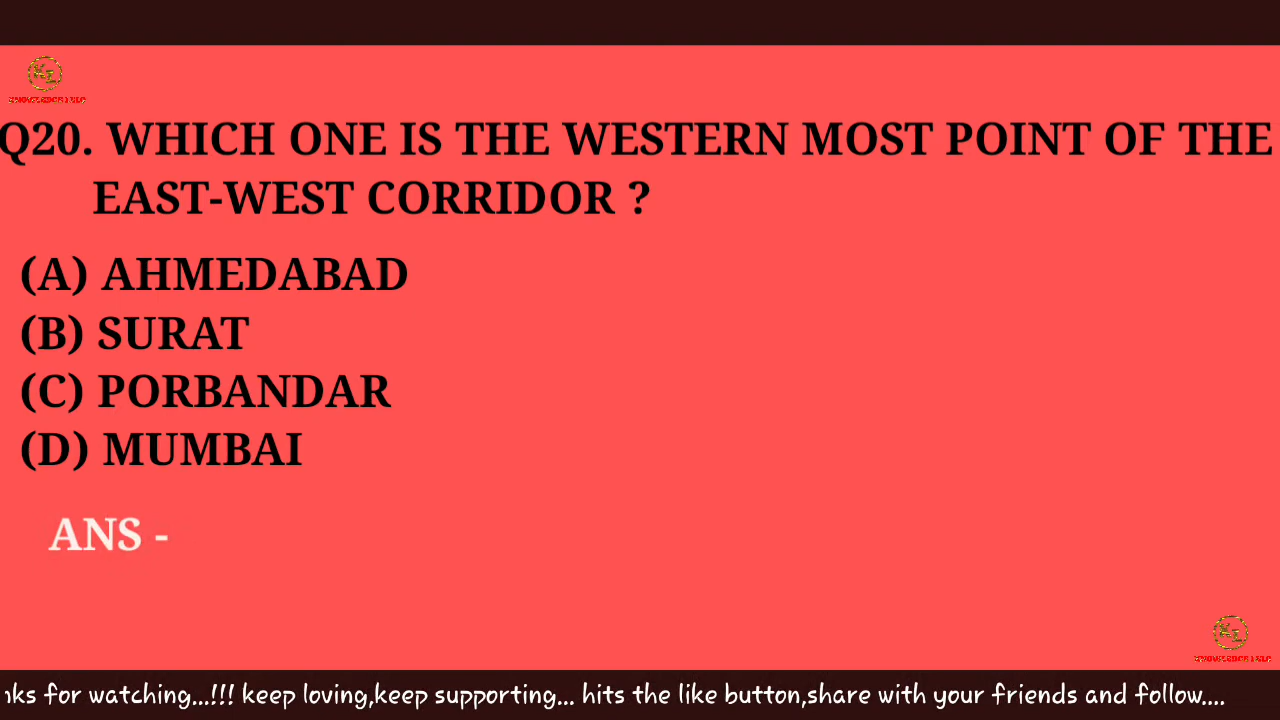 Q20. WHICH ONE IS THE WESTERN MOST POINT OF THE
EAST-WEST CORRIDOR ?
(A) AHMEDABAD
(B) SURAT
(C) PORBANDAR
(D) MUMBAI
ANS -
nks for watching...!!! keep loving,keep supporting... hits the like button,share with your friends and follow....